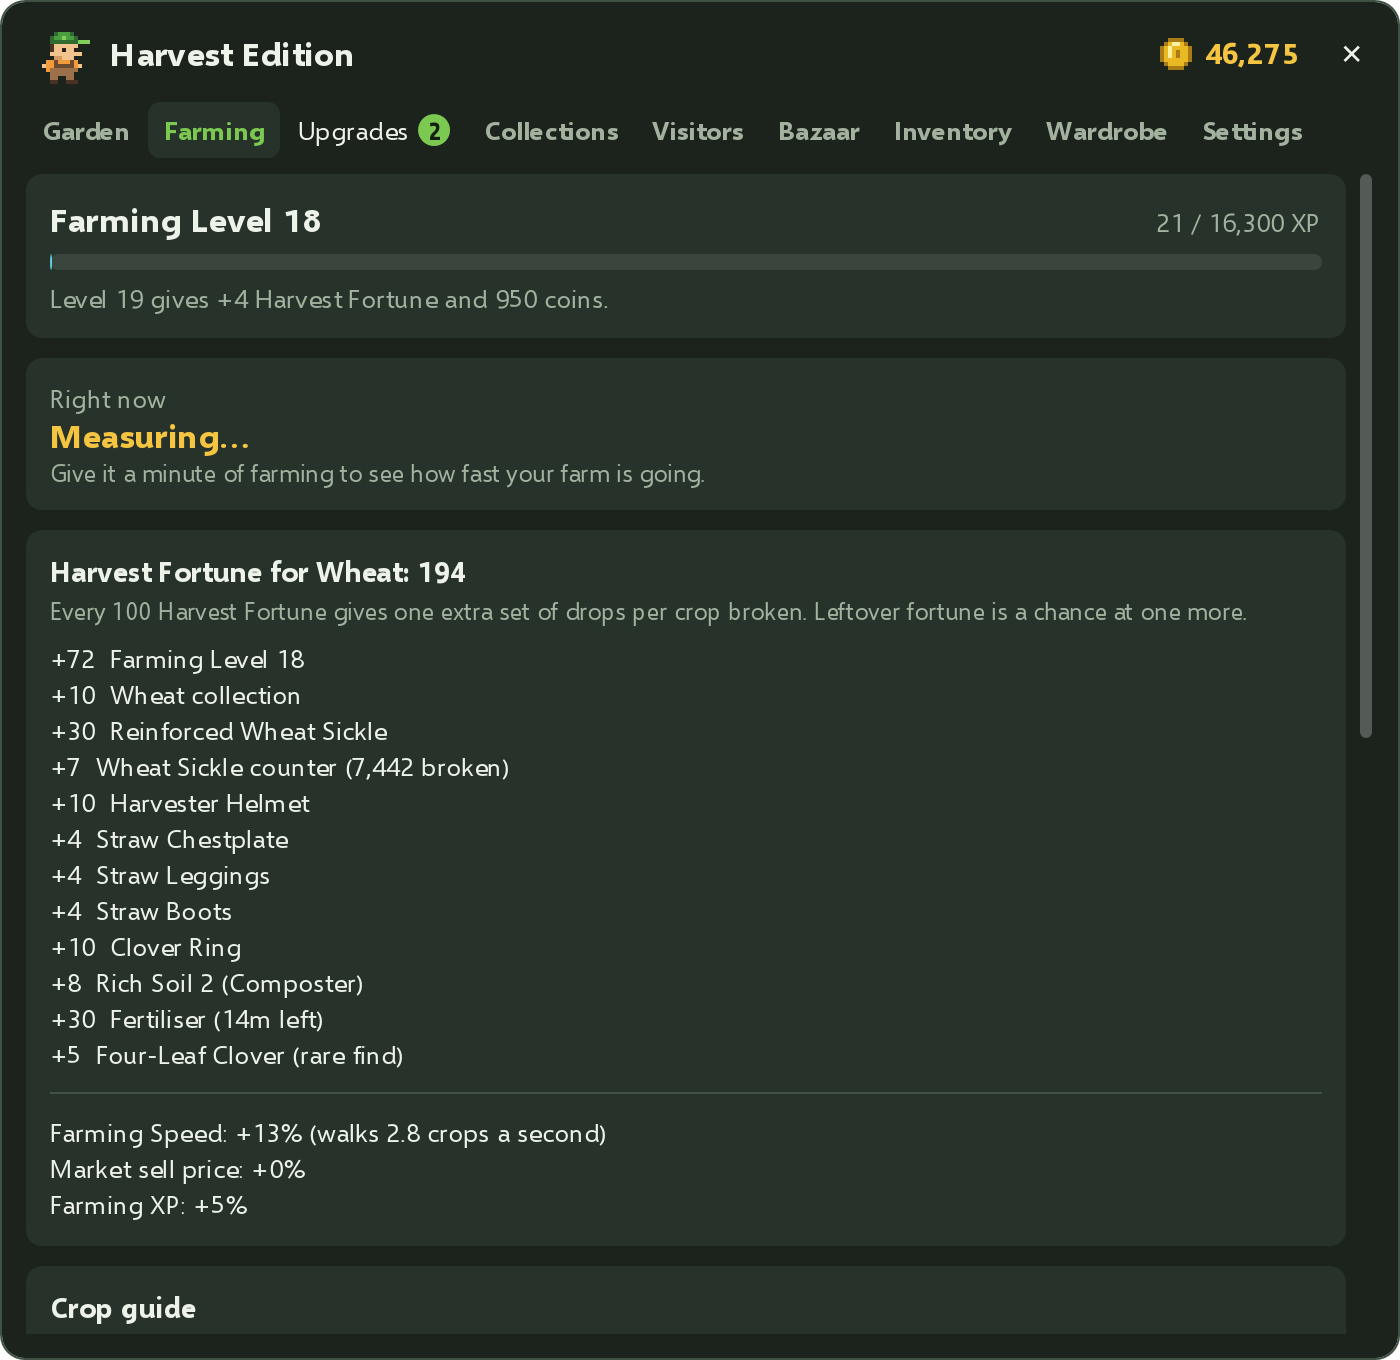 Harvest Edition
46,275
×
Garden Farming Upgrades 2 Collections Visitors Bazaar Inventory Wardrobe Settings
Farming Level 18
21 / 16,300 XP
Level 19 gives +4 Harvest Fortune and 950 coins.
Right now
Measuring...
Give it a minute of farming to see how fast your farm is going.
Harvest Fortune for Wheat: 194
Every 100 Harvest Fortune gives one extra set of drops per crop broken. Leftover fortune is a chance at one more.
+72 Farming Level 18
+10 Wheat collection
+30 Reinforced Wheat Sickle
+7 Wheat Sickle counter (7,442 broken)
+10 Harvester Helmet
+4 Straw Chestplate
+4 Straw Leggings
+4 Straw Boots
+10 Clover Ring
+8 Rich Soil 2 (Composter)
+30 Fertiliser (14m left)
+5 Four-Leaf Clover (rare find)
Farming Speed: +13% (walks 2.8 crops a second)
Market sell price: +0%
Farming XP: +5%
Crop guide